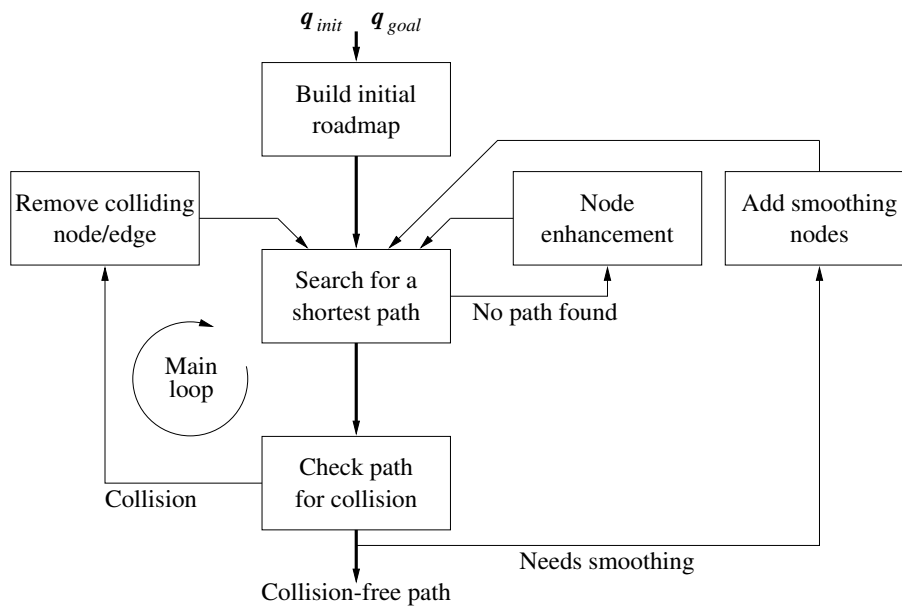 q init q goal
Build initial
roadmap
Remove colliding
node/edge
Node
enhancement
Add smoothing
nodes
Search for a
shortest path
No path found
Main
loop
Check path
for collision
Collision
Needs smoothing
Collision-free path